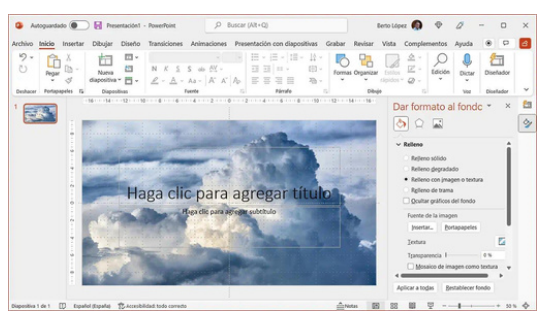 Autoguardado
Presentación1 - PowerPoint
Buscar (Alt+Q)
Berto López
Archivo Inicio Insertar Dibujar Diseño Transiciones Animaciones Presentación con diapositivas Grabar Revisar Vista Complementos Ayuda
Pegar
Nueva
diapositiva
N K S
Formas Organizar Estilos
rápidos
Edición
Dictar
Diseñador
Deshacer Portapapeles Diapositivas Fuente Párrafo Dibujo Voz Diseñador
1
Haga clic para agregar título
Haga clic para agregar subtítulo
Dar formato al fondo
Relleno
Relleno sólido
Relleno degradado
Relleno con imagen o textura
Relleno de trama
Ocultar gráficos del fondo
Fuente de la imagen
Insertar... Portapapeles
Textura
Transparencia 0 %
Mosaico de imagen como textura
Aplicar a todas Restablecer fondo
Diapositiva 1 de 1 Español (España) Accesibilidad: todo correcto Notas 50 %